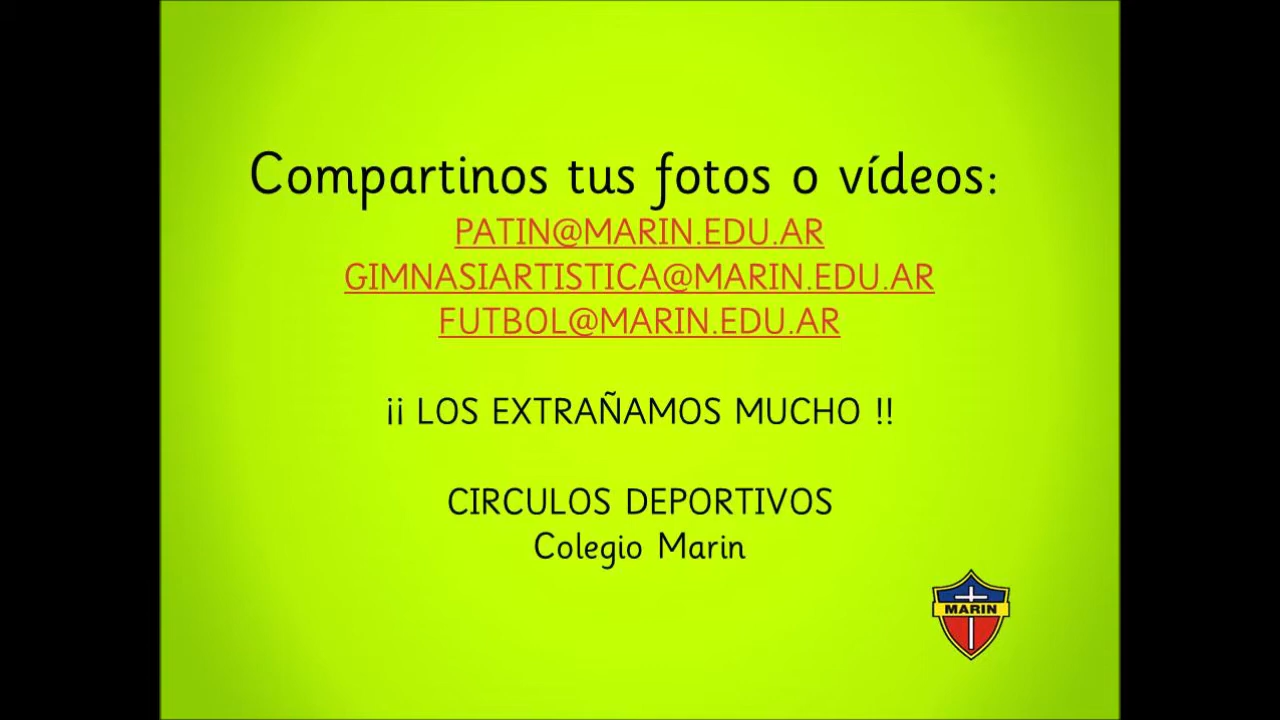 Compartinos tus fotos o vídeos:
PATIN@MARIN.EDU.AR
GIMNASIARTISTICA@MARIN.EDU.AR
FUTBOL@MARIN.EDU.AR
¡¡ LOS EXTRAÑAMOS MUCHO !!
CIRCULOS DEPORTIVOS
Colegio Marin
MARIN